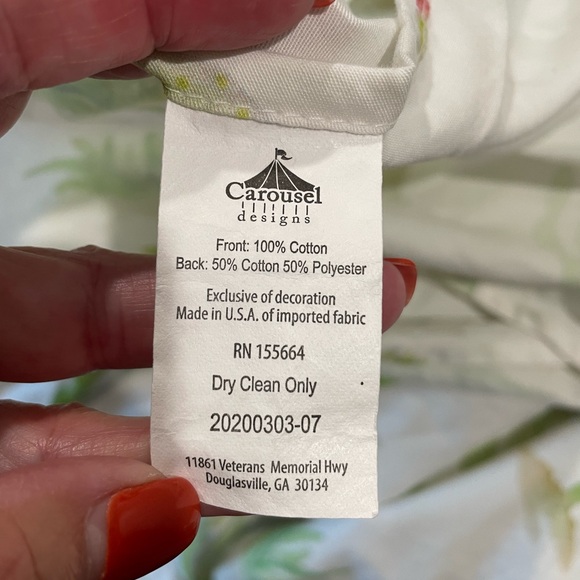 Carousel
designs
Front: 100% Cotton
Back: 50% Cotton 50% Polyester
Exclusive of decoration
Made in U.S.A. of imported fabric
RN 155664
Dry Clean Only
20200303-07
11861 Veterans Memorial Hwy
Douglasville, GA 30134